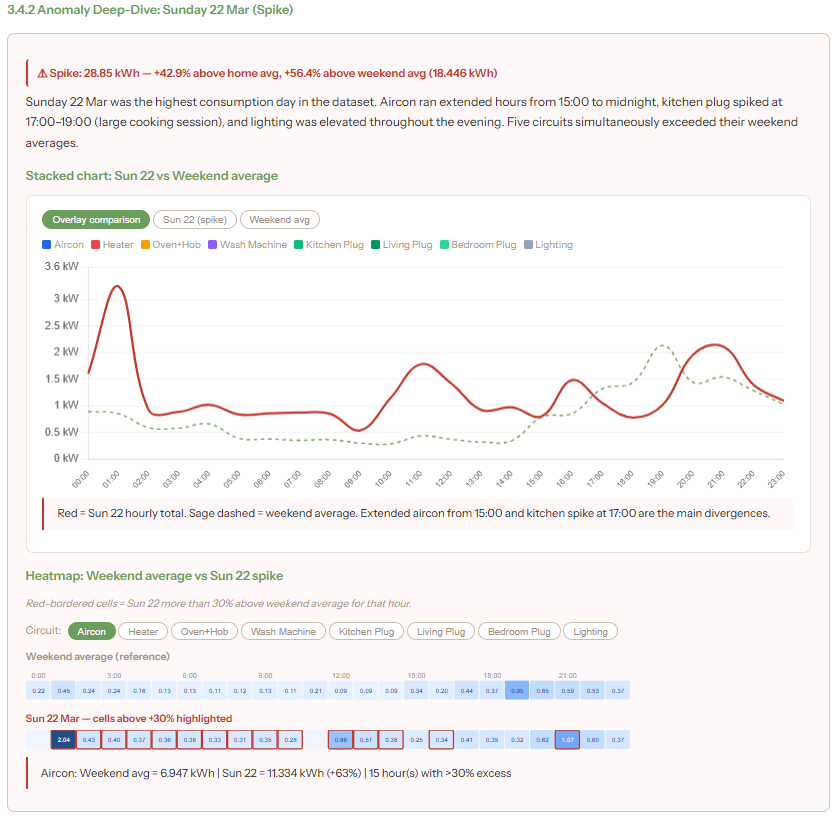 3.4.2 Anomaly Deep-Dive: Sunday 22 Mar (Spike)
⚠ Spike: 28.85 kWh — +42.9% above home avg, +56.4% above weekend avg (18.446 kWh)
Sunday 22 Mar was the highest consumption day in the dataset. Aircon ran extended hours from 15:00 to midnight, kitchen plug spiked at
17:00–19:00 (large cooking session), and lighting was elevated throughout the evening. Five circuits simultaneously exceeded their weekend
averages.
Stacked chart: Sun 22 vs Weekend average
Overlay comparison Sun 22 (spike) Weekend avg
Aircon Heater Oven+Hob Wash Machine Kitchen Plug Living Plug Bedroom Plug Lighting
3.6 kW
3 kW
2.5 kW
2 kW
1.5 kW
1 kW
0.5 kW
0 kW
00:00 01:00 02:00 03:00 04:00 05:00 06:00 07:00 08:00 09:00 10:00 11:00 12:00 13:00 14:00 15:00 16:00 17:00 18:00 19:00 20:00 21:00 22:00 23:00
Red = Sun 22 hourly total. Sage dashed = weekend average. Extended aircon from 15:00 and kitchen spike at 17:00 are the main divergences.
Heatmap: Weekend average vs Sun 22 spike
Red-bordered cells = Sun 22 more than 30% above weekend average for that hour.
Circuit: Aircon Heater Oven+Hob Wash Machine Kitchen Plug Living Plug Bedroom Plug Lighting
Weekend average (reference)
0:00 3:00 6:00 9:00 12:00 15:00 18:00 21:00
0.22 0.45 0.24 0.24 0.16 0.13 0.13 0.11 0.12 0.13 0.11 0.21 0.09 0.09 0.09 0.34 0.20 0.44 0.37 0.95 0.65 0.59 0.53 0.37
Sun 22 Mar — cells above +30% highlighted
2.04 0.43 0.40 0.37 0.36 0.38 0.33 0.31 0.35 0.28 0.86 0.51 0.38 0.25 0.34 0.41 0.35 0.32 0.62 1.07 0.60 0.37
Aircon: Weekend avg = 6.947 kWh | Sun 22 = 11.334 kWh (+63%) | 15 hour(s) with >30% excess